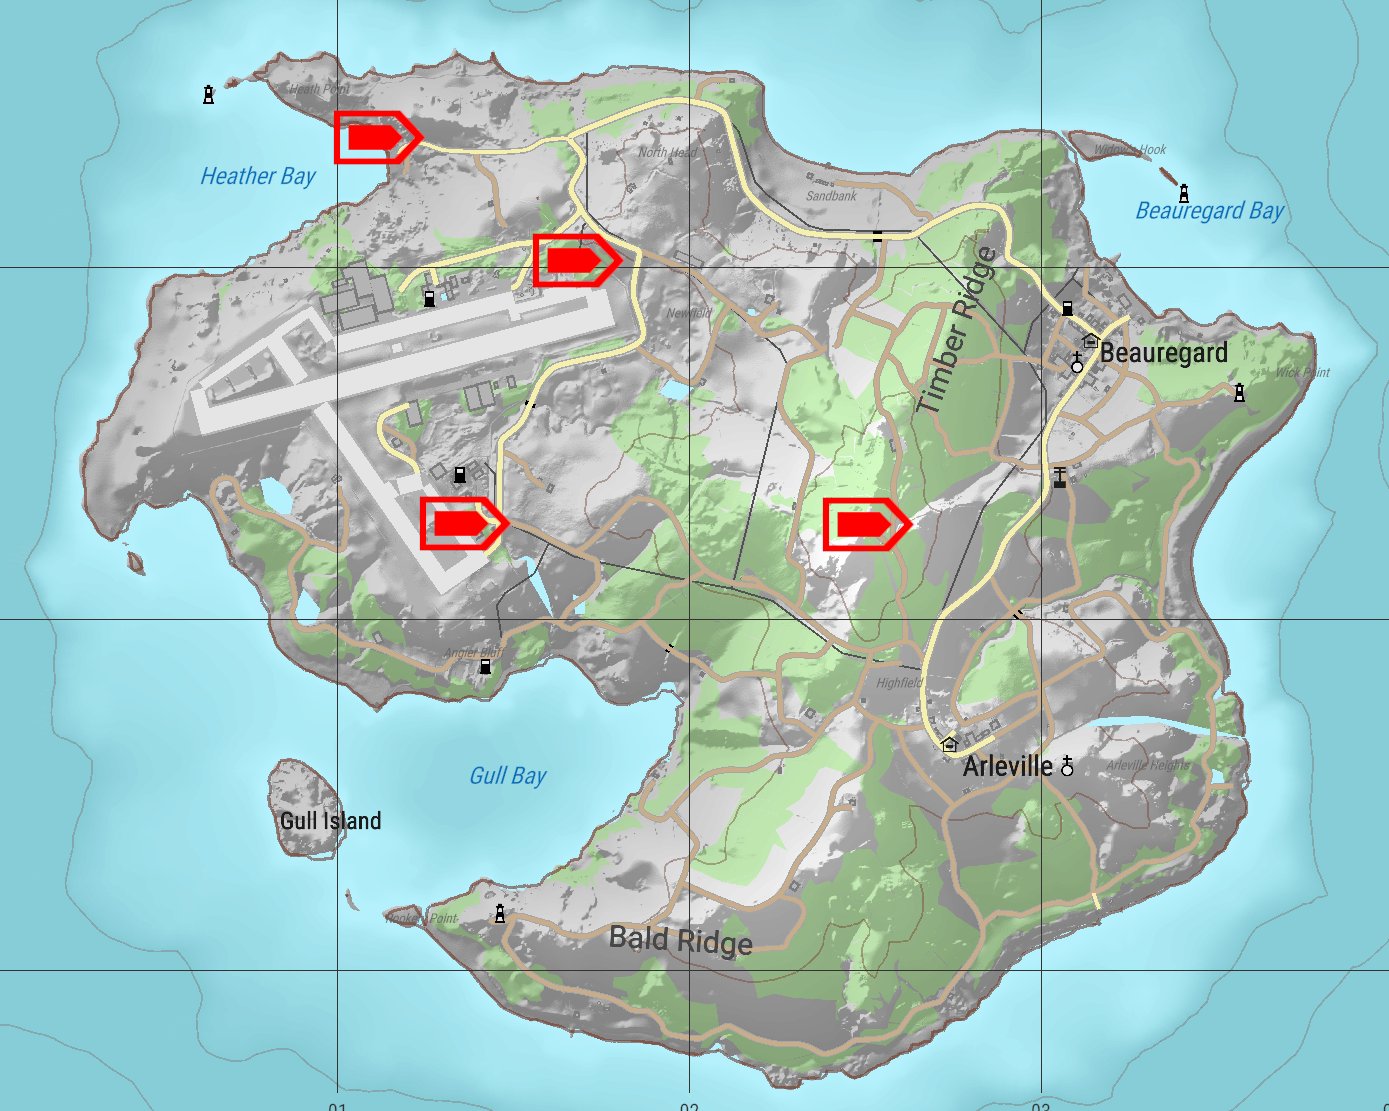 Heath Point
Widow's Hook
North Head
Heather Bay
Sandbank
Beauregard Bay
Timber Ridge
Newfield
Beauregard
Wick Point
Angler Bluff
Highfield
Arleville
Arleville Heights
Gull Bay
Gull Island
Rookery Point
Bald Ridge
01
02
03